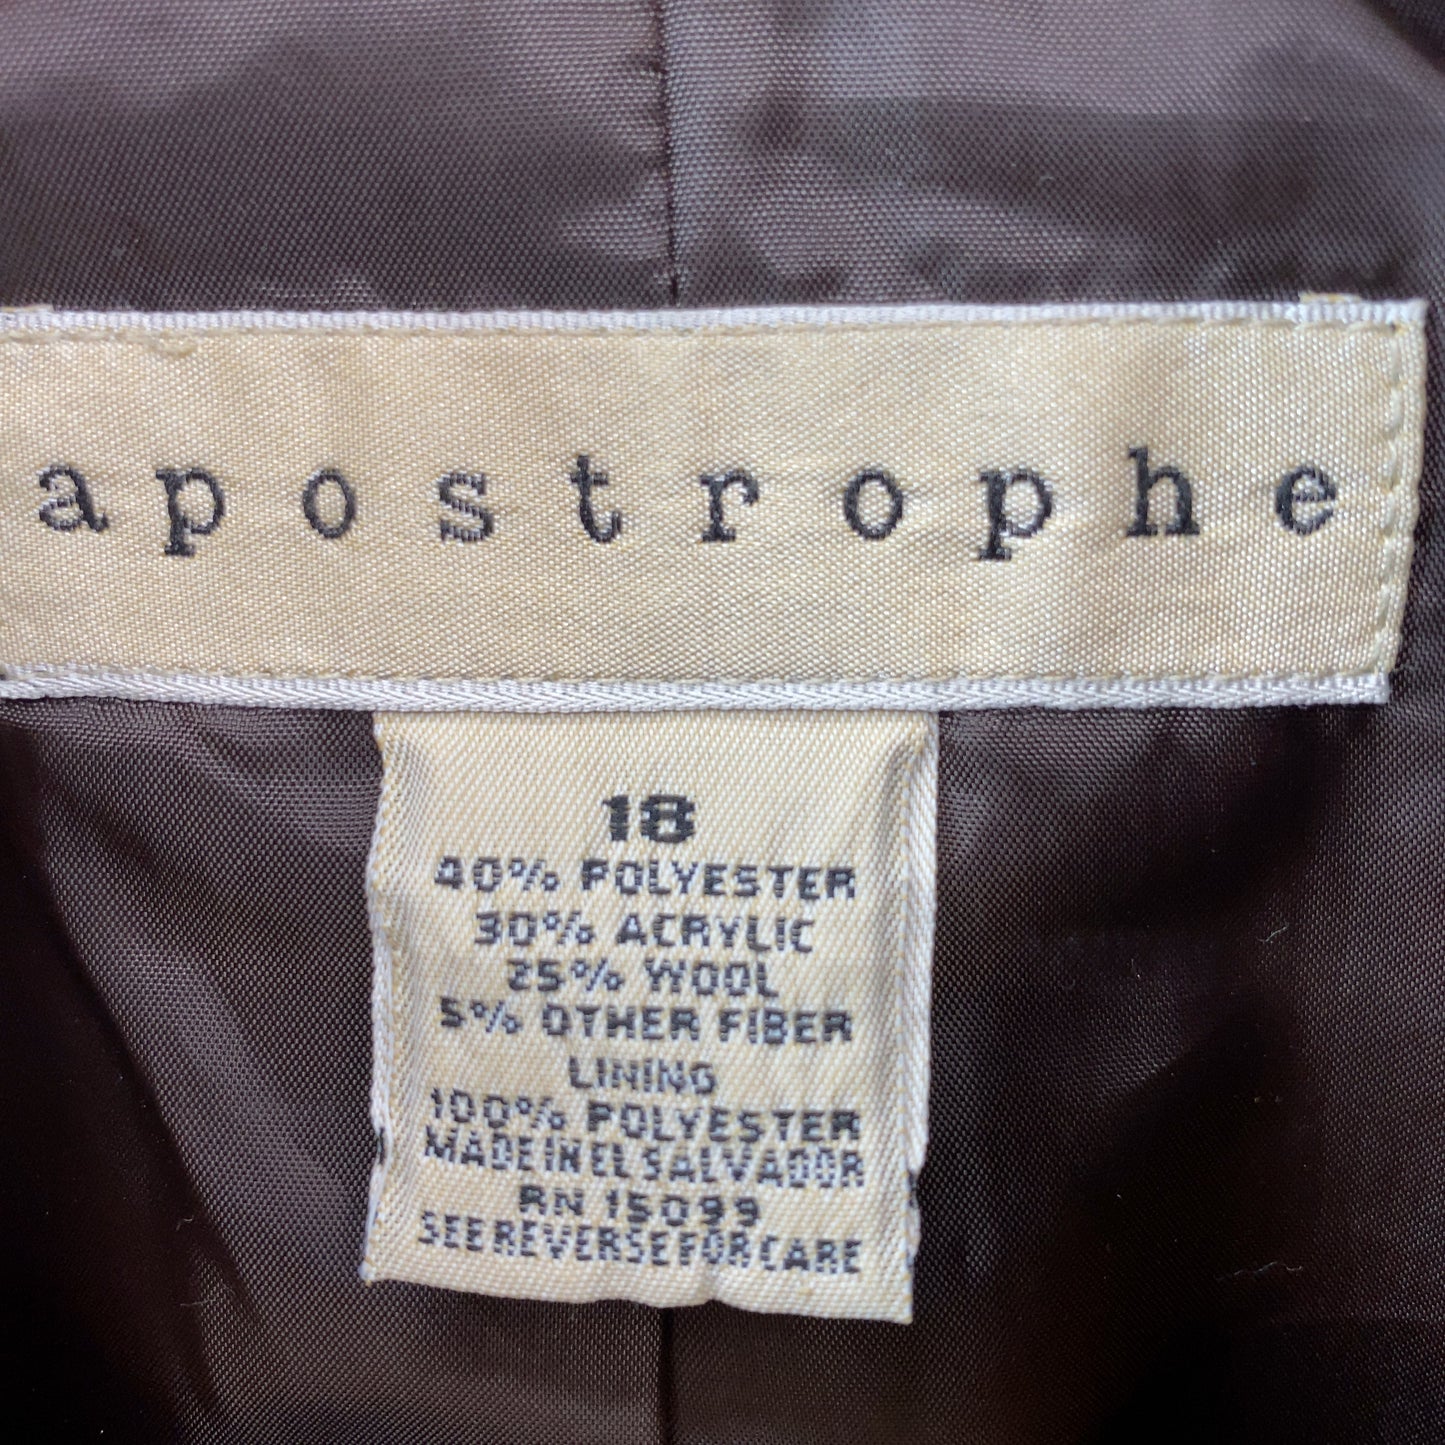 apostrophe
18
40% POLYESTER
30% ACRYLIC
25% WOOL
5% OTHER FIBER
LINING
100% POLYESTER
MADE IN EL SALVADOR
RN 15099
SEE REVERSE FOR CARE